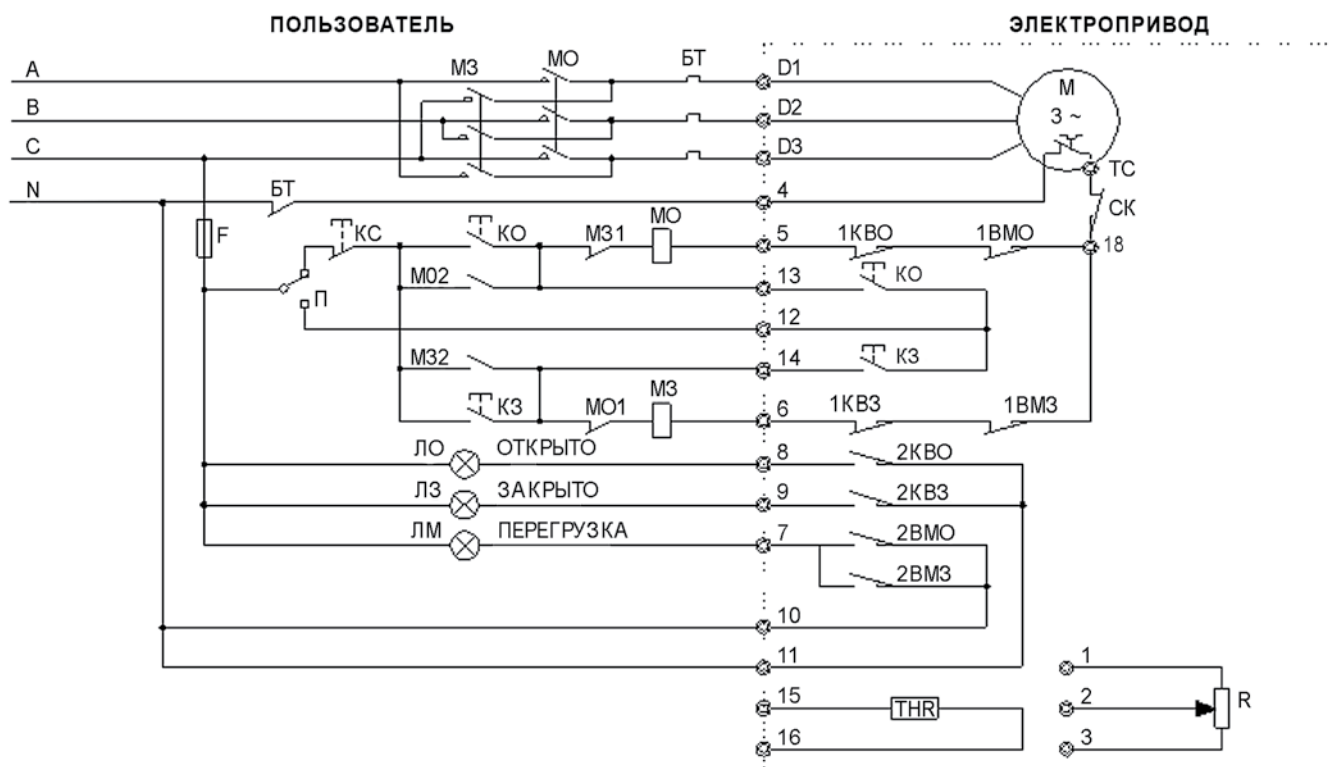 ПОЛЬЗОВАТЕЛЬ ЭЛЕКТРОПРИВОД
A МЗ МО БТ D1 М
B D2 3 ~
C D3 ТС
N БТ 4 СК
F КС КО МЗ1 МО 5 1КВО 1ВМО 18
П М02 13 КО
12
МЗ2 14 КЗ
КЗ МО1 МЗ 6 1КВЗ 1ВМЗ
ЛО ОТКРЫТО 8 2КВО
ЛЗ ЗАКРЫТО 9 2КВЗ
ЛМ ПЕРЕГРУЗКА 7 2ВМО
2ВМЗ
10
11 1
15 THR 2 R
16 3